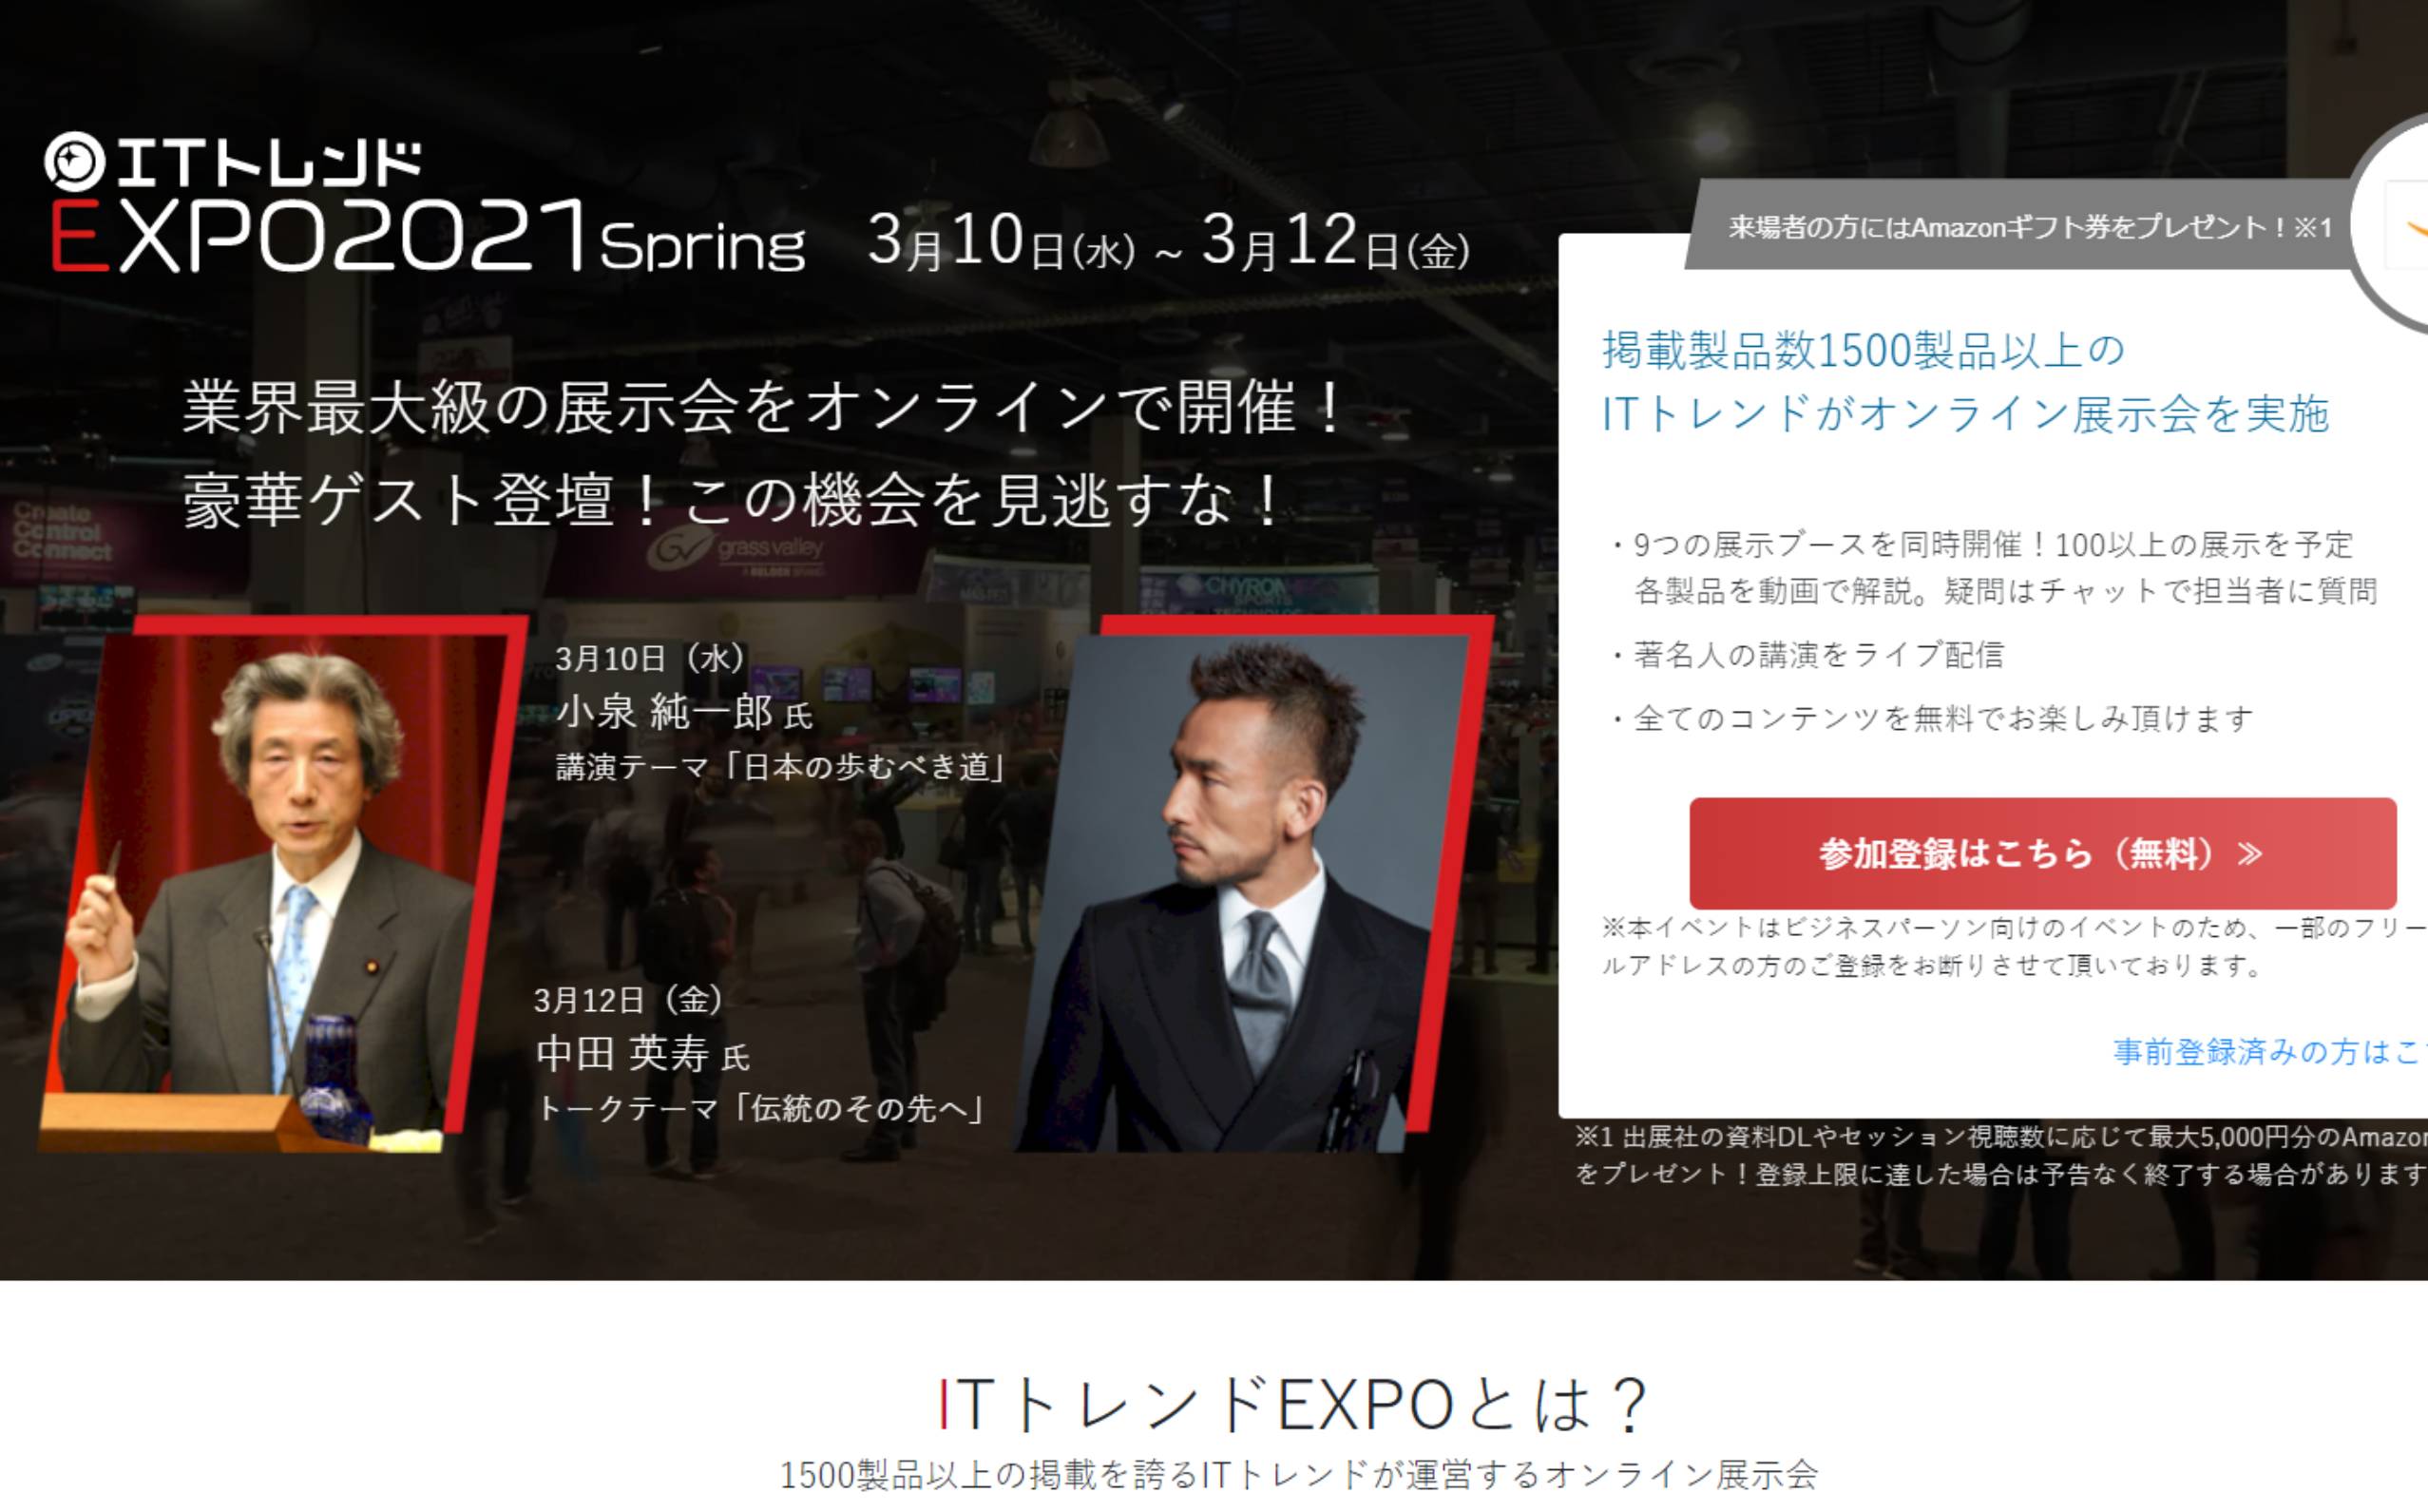 ITトレンド
EXPO2021 Spring 3月10日(水) ~ 3月12日(金)
業界最大級の展示会をオンラインで開催！
豪華ゲスト登壇！この機会を見逃すな！
Create
Control
Connect
grass valley
A BELDEN BRAND
CHYRON
3月10日（水）
小泉 純一郎 氏
講演テーマ「日本の歩むべき道」
3月12日（金）
中田 英寿 氏
トークテーマ「伝統のその先へ」
来場者の方にはAmazonギフト券をプレゼント！※1
掲載製品数1500製品以上の
ITトレンドがオンライン展示会を実施
・9つの展示ブースを同時開催！100以上の展示を予定
各製品を動画で解説。疑問はチャットで担当者に質問
・著名人の講演をライブ配信
・全てのコンテンツを無料でお楽しみ頂けます
参加登録はこちら（無料）≫
※本イベントはビジネスパーソン向けのイベントのため、一部のフリー
ルアドレスの方のご登録をお断りさせて頂いております。
事前登録済みの方はこ
※1 出展社の資料DLやセッション視聴数に応じて最大5,000円分のAmazon
をプレゼント！登録上限に達した場合は予告なく終了する場合があります
ITトレンドEXPOとは？
1500製品以上の掲載を誇るITトレンドが運営するオンライン展示会